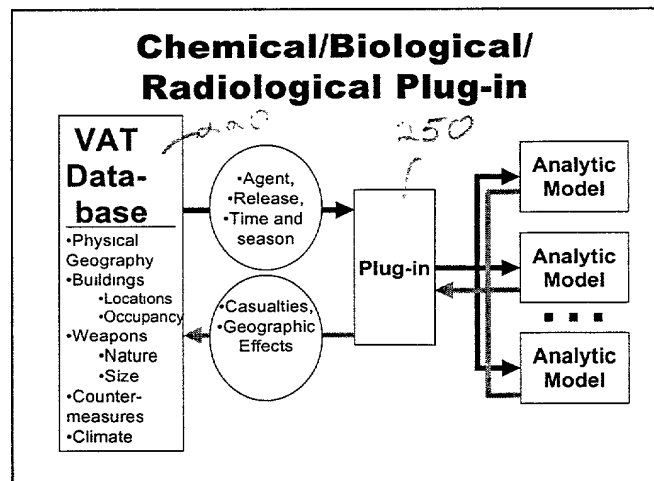 Chemical/Biological/
Radiological Plug-in
VAT
Data-
base
•Physical
Geography
•Buildings
•Locations
•Occupancy
•Weapons
•Nature
•Size
•Counter-
measures
•Climate
220
•Agent,
•Release,
•Time and
season
•Casualties,
•Geographic
Effects
250
Plug-in
Analytic
Model
Analytic
Model
Analytic
Model